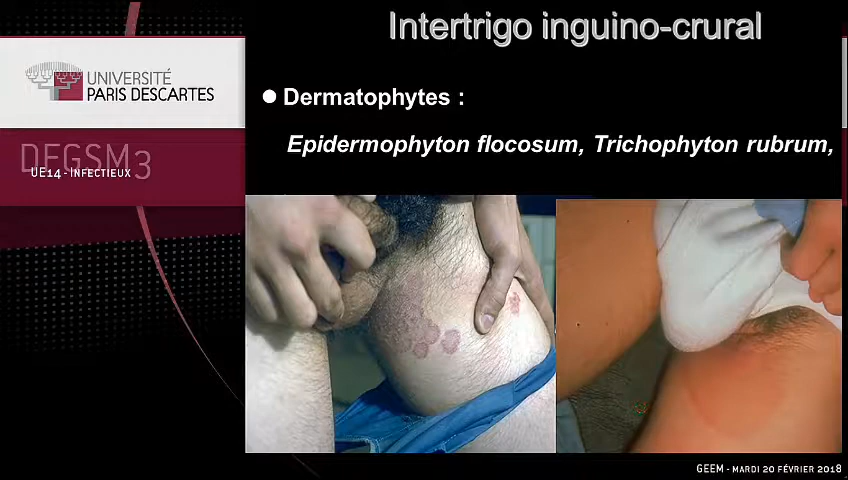 Intertrigo inguino-crural
UNIVERSITÉ
PARIS DESCARTES
Dermatophytes :
Epidermophyton flocosum, Trichophyton rubrum,
DFGSM3
UE14 - INFECTIEUX
GEEM - MARDI 20 FÉVRIER 2018